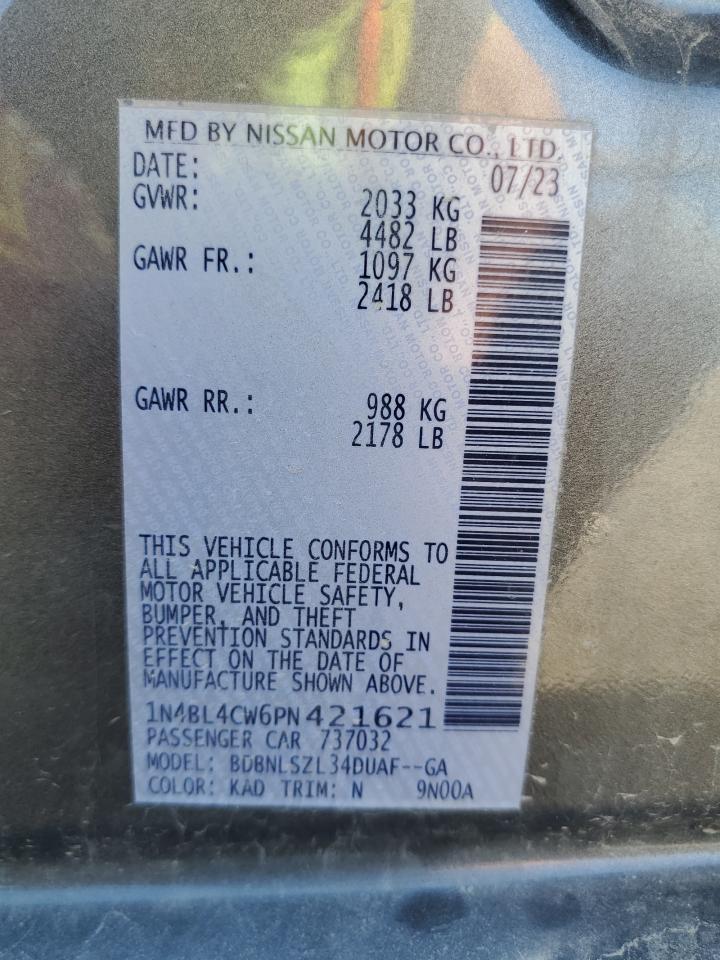 MFD BY NISSAN MOTOR CO., LTD.
DATE: 07/23
GVWR: 2033 KG
4482 LB
GAWR FR.: 1097 KG
2418 LB
GAWR RR.: 988 KG
2178 LB
THIS VEHICLE CONFORMS TO
ALL APPLICABLE FEDERAL
MOTOR VEHICLE SAFETY,
BUMPER, AND THEFT
PREVENTION STANDARDS IN
EFFECT ON THE DATE OF
MANUFACTURE SHOWN ABOVE.
1N4BL4CW6PN421621
PASSENGER CAR 737032
MODEL: BDBNLSZL34DUAF--GA
COLOR: KAD TRIM: N 9N00A